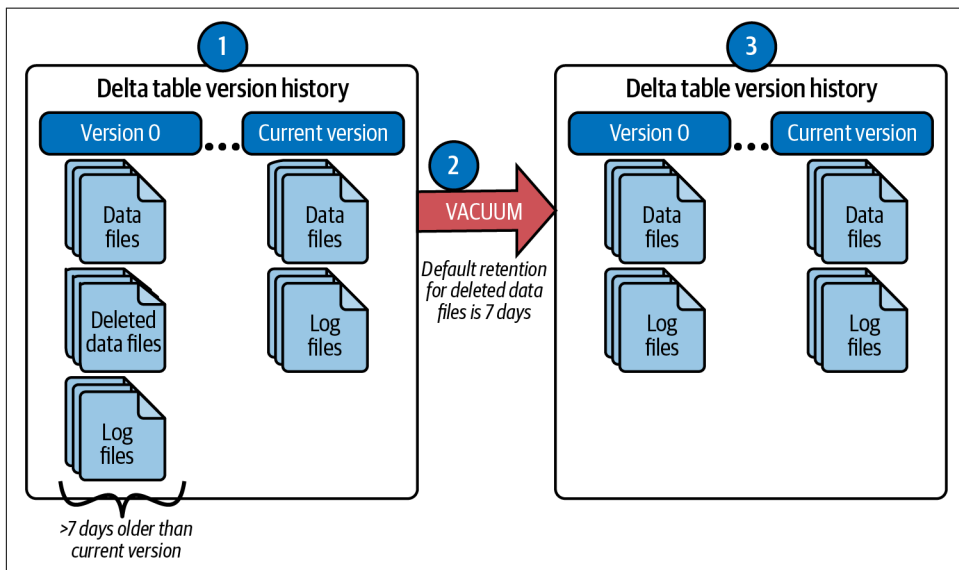 1
Delta table version history
Version 0 ... Current version
Data
files
Data
files
Deleted
data files
Log
files
Log
files
>7 days older than
current version
2
VACUUM
Default retention
for deleted data
files is 7 days
3
Delta table version history
Version 0 ... Current version
Data
files
Data
files
Log
files
Log
files